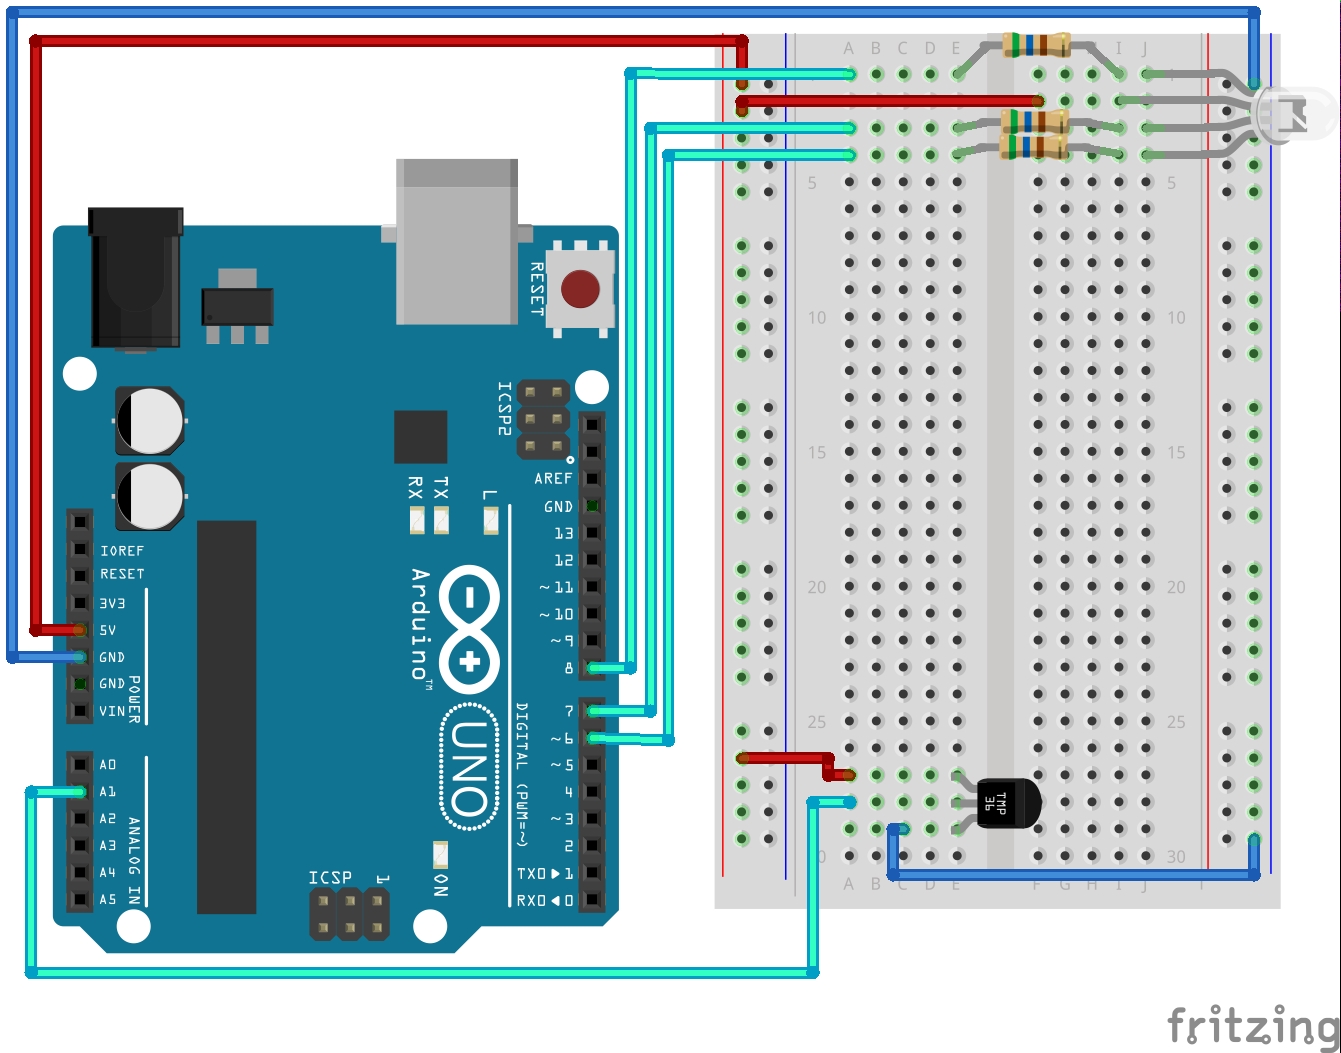 A B C D E I J
5 5
10 10
15 15
20 20
25 25
0 30
A B C D E F G H I J
RESET
ICSP2
AREF
GND
13
12
~11
~10
~9
8
7
~6
~5
4
~3
2
TX0▶1
RX0◀0
DIGITAL (PWM=~)
RX TX L
Arduino™
UNO
ON
ICSP 1
IOREF
RESET
3V3
5V
GND
GND
VIN
POWER
A0
A1
A2
A3
A4
A5
ANALOG IN
TMP
36
fritzing